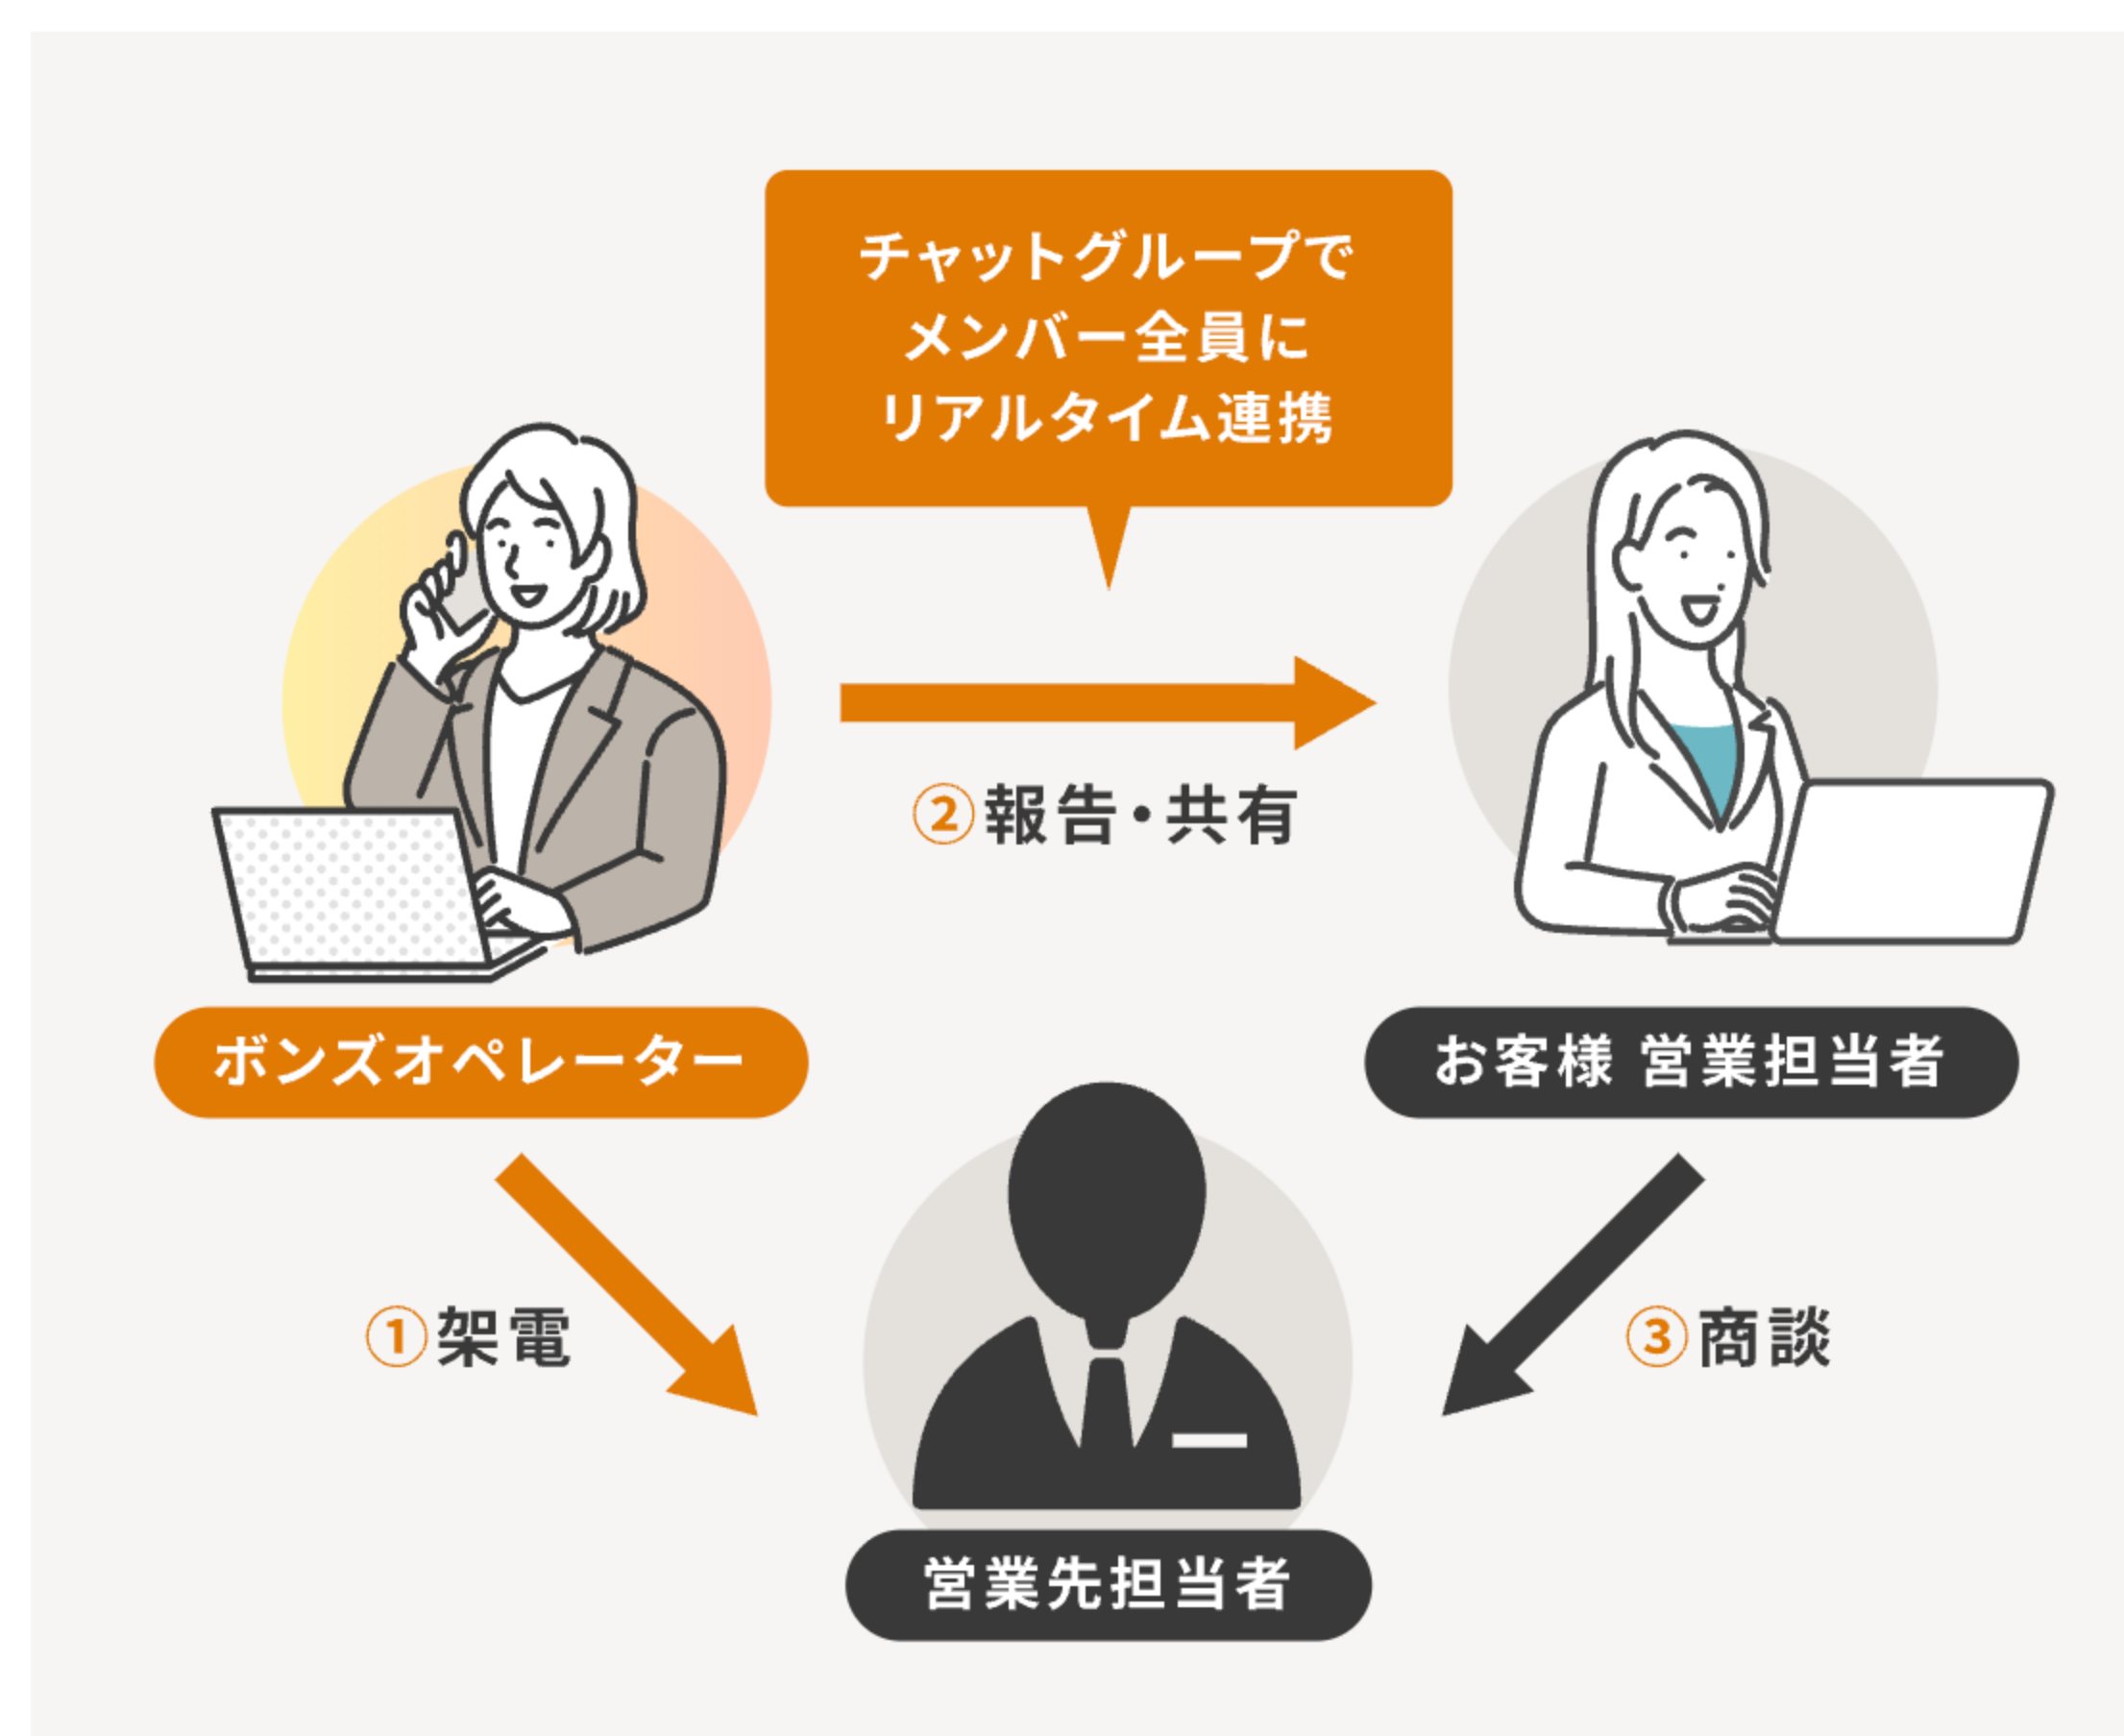 チャットグループで
メンバー全員に
リアルタイム連携
②報告・共有
ボンズオペレーター
お客様 営業担当者
①架電
③商談
営業先担当者